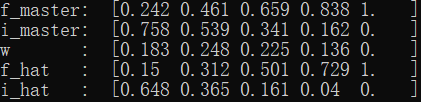 f_master:  [0.242 0.461 0.659 0.838 1.   ]
i_master:  [0.758 0.539 0.341 0.162 0.   ]
w       :  [0.183 0.248 0.225 0.136 0.   ]
f_hat   :  [0.15  0.312 0.501 0.729 1.   ]
i_hat   :  [0.648 0.365 0.161 0.04  0.   ]